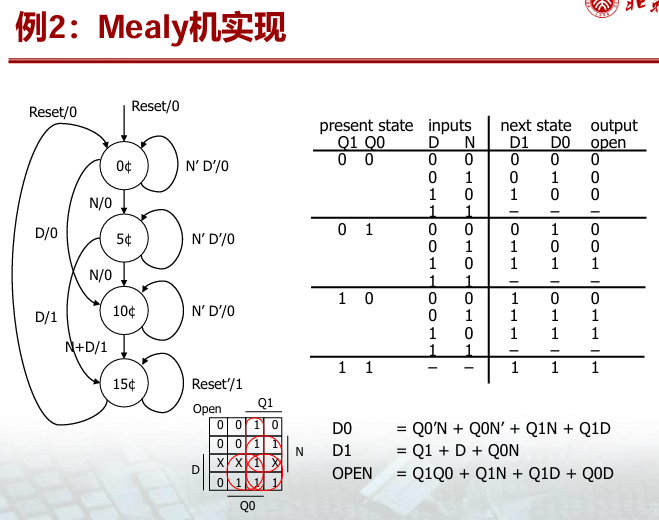 例2：Mealy机实现
Reset/0
Reset/0
0¢
N’ D’/0
N/0
D/0
5¢
N’ D’/0
N/0
10¢
N’ D’/0
D/1
N+D/1
15¢
Reset’/1
present state inputs next state output
Q1 Q0 D N D1 D0 open
0 0 0 0 0 0 0
0 1 0 1 0
1 0 1 0 0
1 1 – – –
0 1 0 0 0 1 0
0 1 1 0 0
1 0 1 1 1
1 1 – – –
1 0 0 0 1 0 0
0 1 1 1 1
1 0 1 1 1
1 1 – – –
1 1 – – 1 1 1
Open
Q1
0 0 1 0
0 0 1 1
N
D
X X 1 X
0 1 1 1
Q0
D0 = Q0’N + Q0N’ + Q1N + Q1D
D1 = Q1 + D + Q0N
OPEN = Q1Q0 + Q1N + Q1D + Q0D